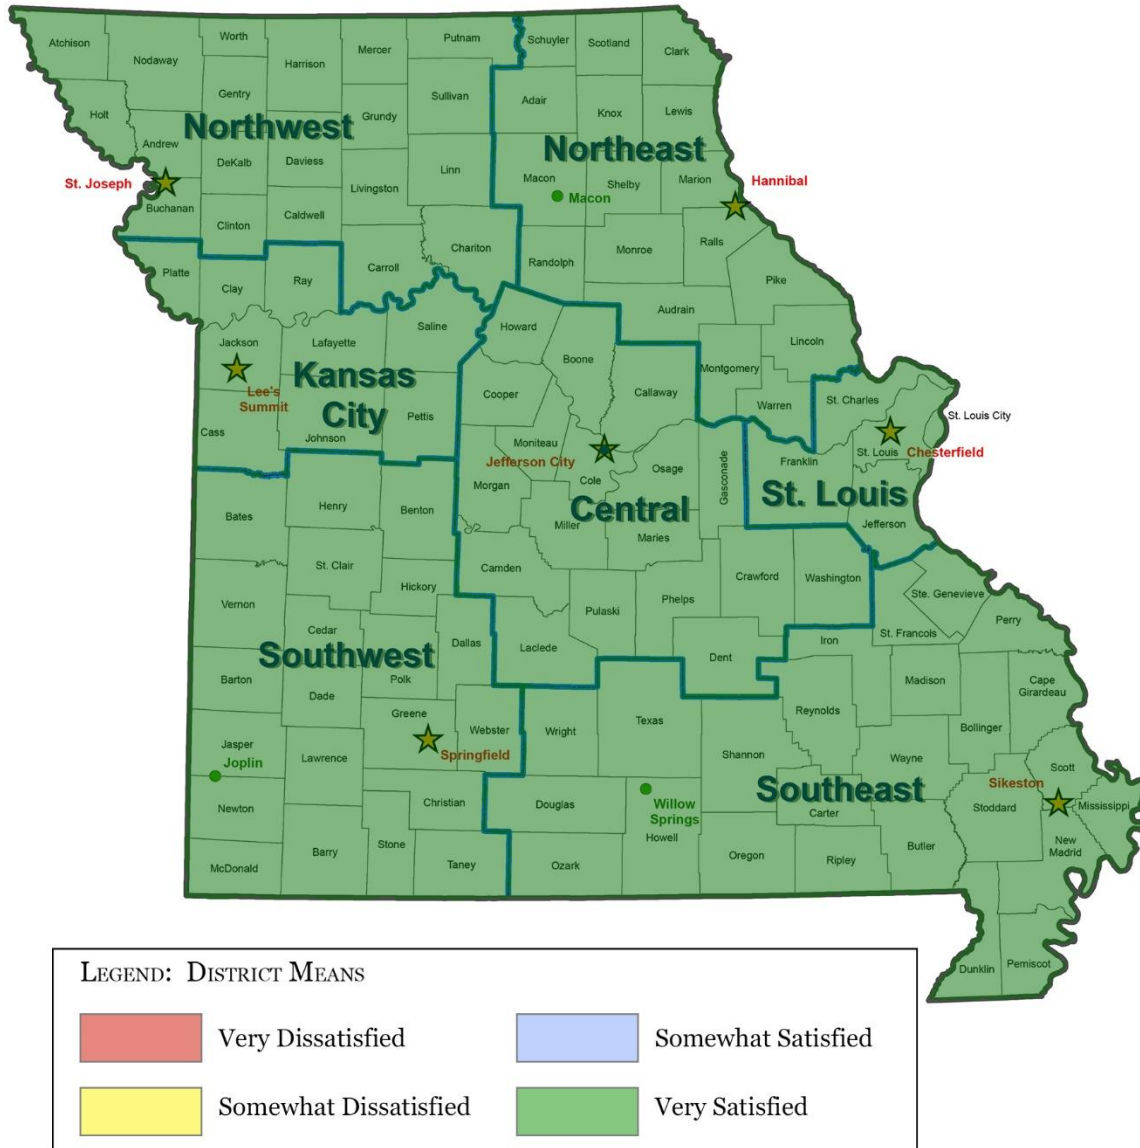 Atchison
Nodaway
Worth
Harrison
Mercer
Putnam
Schuyler
Scotland
Clark
Holt
Gentry
Sullivan
Adair
Knox
Lewis
Andrew
Northwest
Grundy
Northeast
DeKalb
Daviess
Linn
Macon
Shelby
Marion
Hannibal
St. Joseph
Livingston
Macon
Buchanan
Clinton
Caldwell
Chariton
Monroe
Ralls
Platte
Clay
Ray
Carroll
Randolph
Pike
Audrain
Jackson
Lafayette
Saline
Howard
Boone
Lincoln
Montgomery
Lee's
Summit
Kansas
City
Cooper
Callaway
Warren
St. Charles
St. Louis City
Cass
Johnson
Pettis
Moniteau
Jefferson City
Cole
Osage
Gasconade
Franklin
St. Louis
Chesterfield
Morgan
Central
St. Louis
Bates
Henry
Benton
Miller
Maries
Jefferson
St. Clair
Hickory
Camden
Pulaski
Phelps
Crawford
Washington
Ste. Genevieve
Vernon
Cedar
Dallas
Laclede
Dent
Iron
St. Francois
Perry
Southwest
Barton
Dade
Polk
Madison
Cape
Girardeau
Greene
Webster
Wright
Texas
Reynolds
Bollinger
Jasper
Joplin
Lawrence
Springfield
Shannon
Wayne
Scott
Newton
Christian
Douglas
Willow
Springs
Southeast
Carter
Sikeston
Stoddard
Mississippi
McDonald
Barry
Stone
Taney
Ozark
Howell
Oregon
Ripley
Butler
New
Madrid
Dunklin
Pemiscot
LEGEND: DISTRICT MEANS
Very Dissatisfied
Somewhat Satisfied
Somewhat Dissatisfied
Very Satisfied